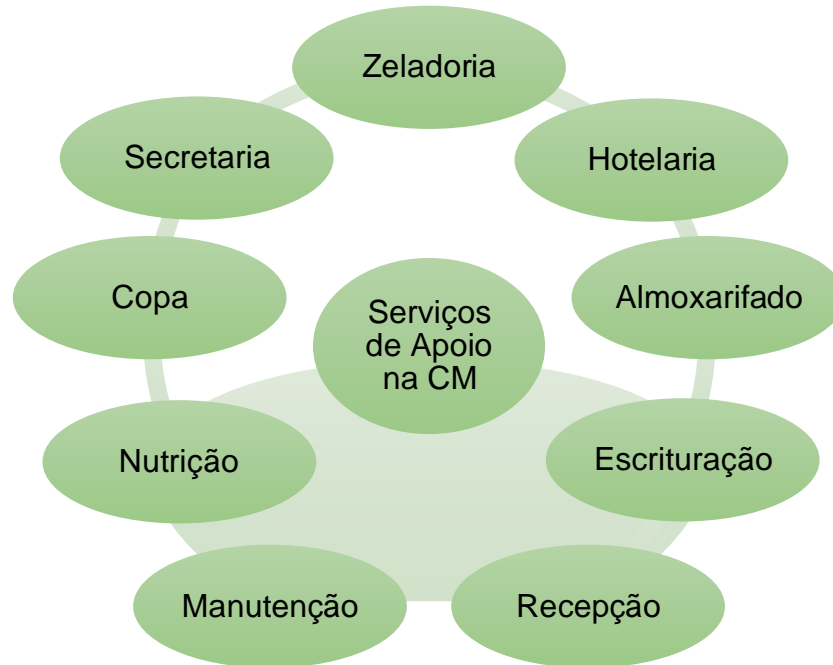 Zeladoria
Secretaria
Hotelaria
Copa
Serviços
de Apoio
na CM
Almoxarifado
Nutrição
Escrituração
Manutenção
Recepção